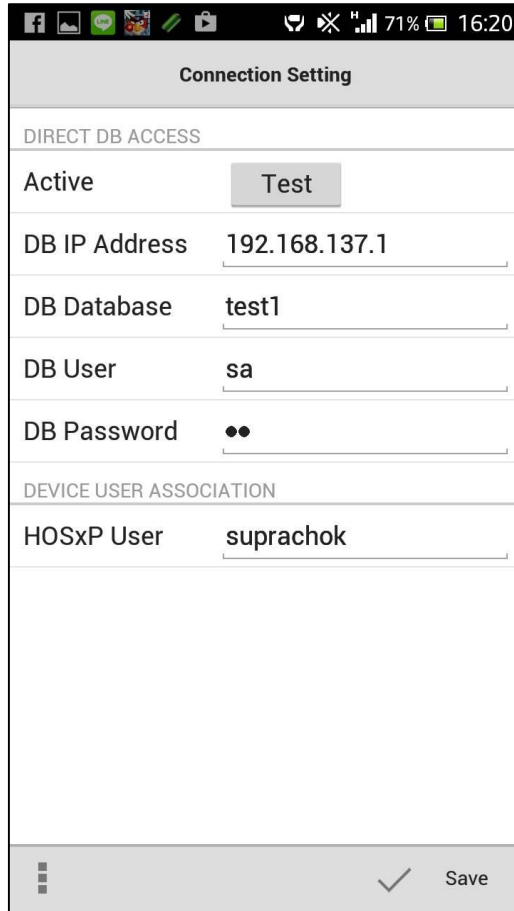 H 71% 16:20
Connection Setting
DIRECT DB ACCESS
Active Test
DB IP Address 192.168.137.1
DB Database test1
DB User sa
DB Password ••
DEVICE USER ASSOCIATION
HOSxP User suprachok
Save